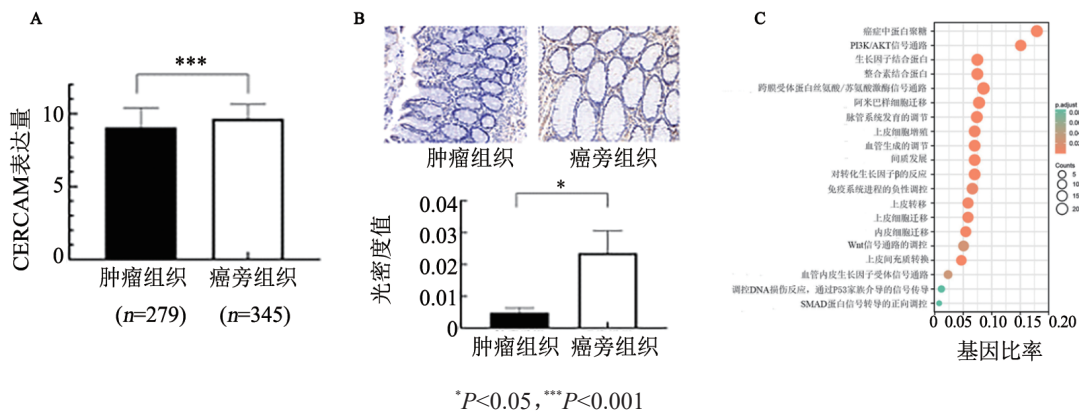 A
***
CERCAM表达量
10
5
0
肿瘤组织
癌旁组织
(n=279)
(n=345)
B
肿瘤组织
癌旁组织
*
光密度值
0.04
0.03
0.02
0.01
0
肿瘤组织
癌旁组织
*P<0.05,***P<0.001
C
癌症中蛋白聚糖
PI3K/AKT信号通路
生长因子结合蛋白
整合素结合蛋白
跨膜受体蛋白丝氨酸/苏氨酸激酶信号通路
阿米巴样细胞迁移
脉管系统发育的调节
上皮细胞增殖
血管生成的调节
间质发展
对转化生长因子β的反应
免疫系统进程的负性调控
上皮转移
上皮细胞迁移
内皮细胞迁移
Wnt信号通路的调控
上皮间充质转换
血管内皮生长因子受体信号通路
调控DNA损伤反应，通过P53家族介导的信号传导
SMAD蛋白信号转导的正向调控
0
0.05
0.10
0.15
0.20
基因比率
p.adjust
0.0
0.06
0.04
0.02
Counts
5
10
15
20